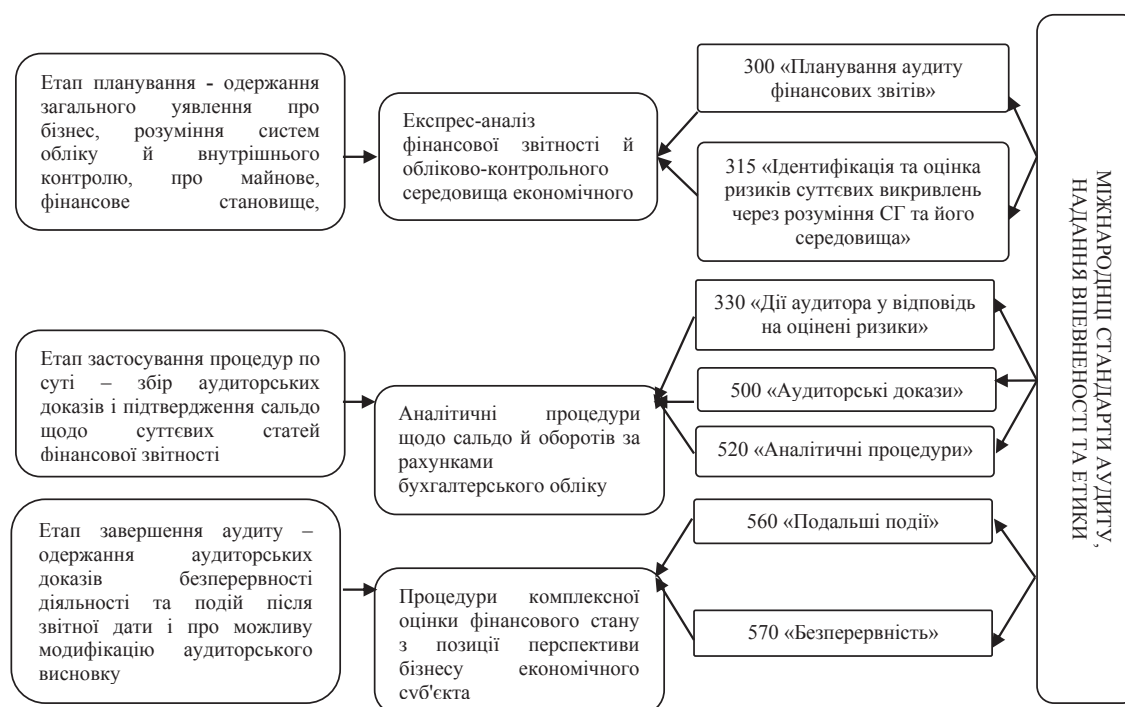 Етап планування - одержання
загального уявлення про
бізнес, розуміння систем
обліку й внутрішнього
контролю, про майнове,
фінансове становище,
Експрес-аналіз
фінансової звітності й
обліково-контрольного
середовища економічного
300 «Планування аудиту
фінансових звітів»
315 «Ідентифікація та оцінка
ризиків суттєвих викривлень
через розуміння СГ та його
середовища»
Етап застосування процедур по
суті – збір аудиторських
доказів і підтвердження сальдо
щодо суттєвих статей
фінансової звітності
Аналітичні процедури
щодо сальдо й оборотів за
рахунками
бухгалтерського обліку
330 «Дії аудитора у відповідь
на оцінені ризики»
500 «Аудиторські докази»
520 «Аналітичні процедури»
Етап завершення аудиту –
одержання аудиторських
доказів безперервності
діяльності та подій після
звітної дати і про можливу
модифікацію аудиторського
висновку
Процедури комплексної
оцінки фінансового стану
з позиції перспективи
бізнесу економічного
суб'єкта
560 «Подальші події»
570 «Безперервність»
МІЖНАРОДНЦІ СТАНДАРТИ АУДИТУ,
НАДАННЯ ВПЕВНЕНОСТІ ТА ЕТИКИ